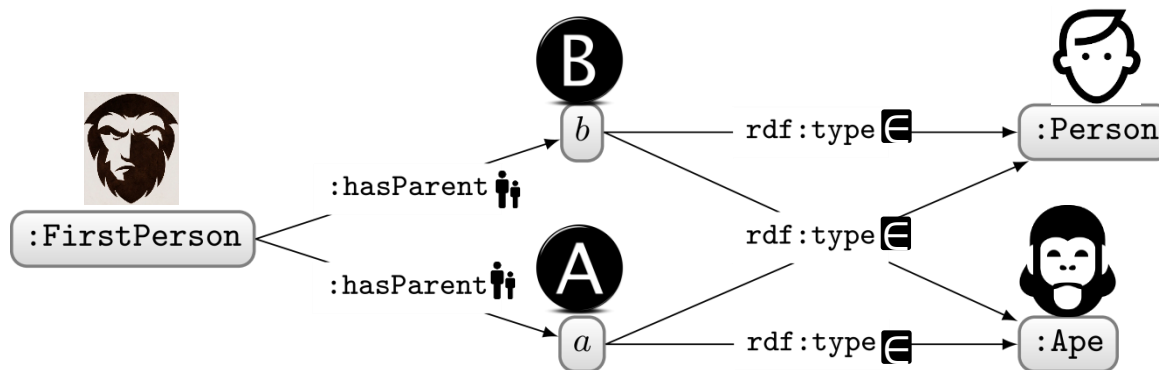 B
b
rdf:type ∈
:Person
:hasParent
:FirstPerson
rdf:type ∈
:hasParent
A
a
rdf:type ∈
:Ape